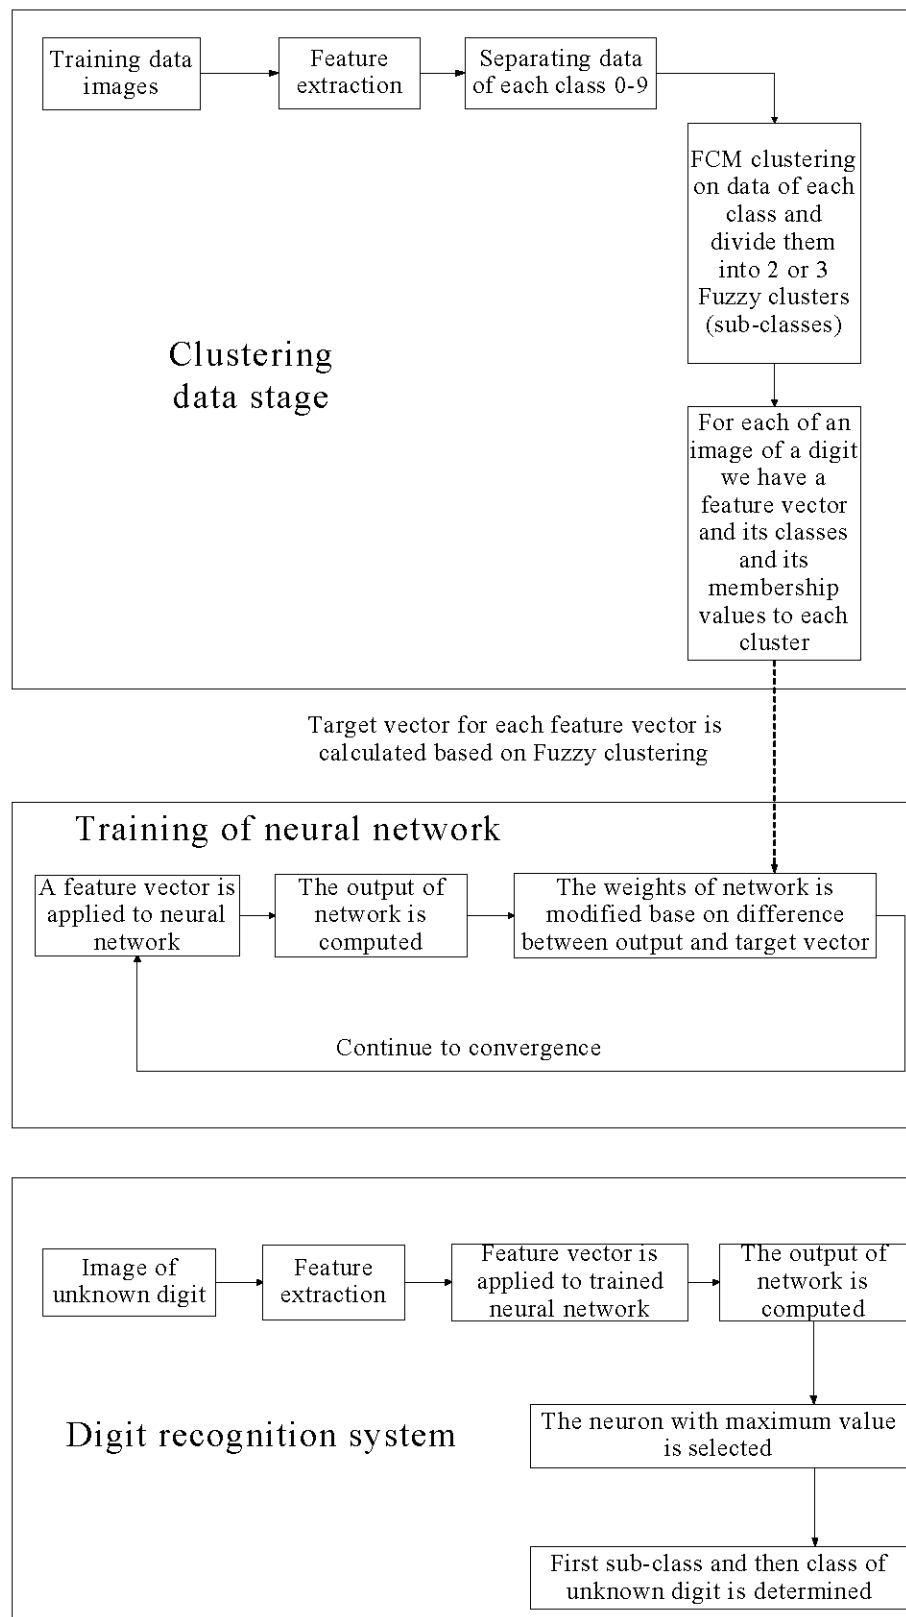 Training data
images
Feature
extraction
Separating data
of each class 0-9
FCM clustering
on data of each
class and
divide them
into 2 or 3
Fuzzy clusters
(sub-classes)
Clustering
data stage
For each of an
image of a digit
we have a
feature vector
and its classes
and its
membership
values to each
cluster
Target vector for each feature vector is
calculated based on Fuzzy clustering
Training of neural network
A feature vector is
applied to neural
network
The output of
network is
computed
The weights of network is
modified base on difference
between output and target vector
Continue to convergence
Image of
unknown digit
Feature
extraction
Feature vector is
applied to trained
neural network
The output of
network is
computed
Digit recognition system
The neuron with maximum value
is selected
First sub-class and then class of
unknown digit is determined